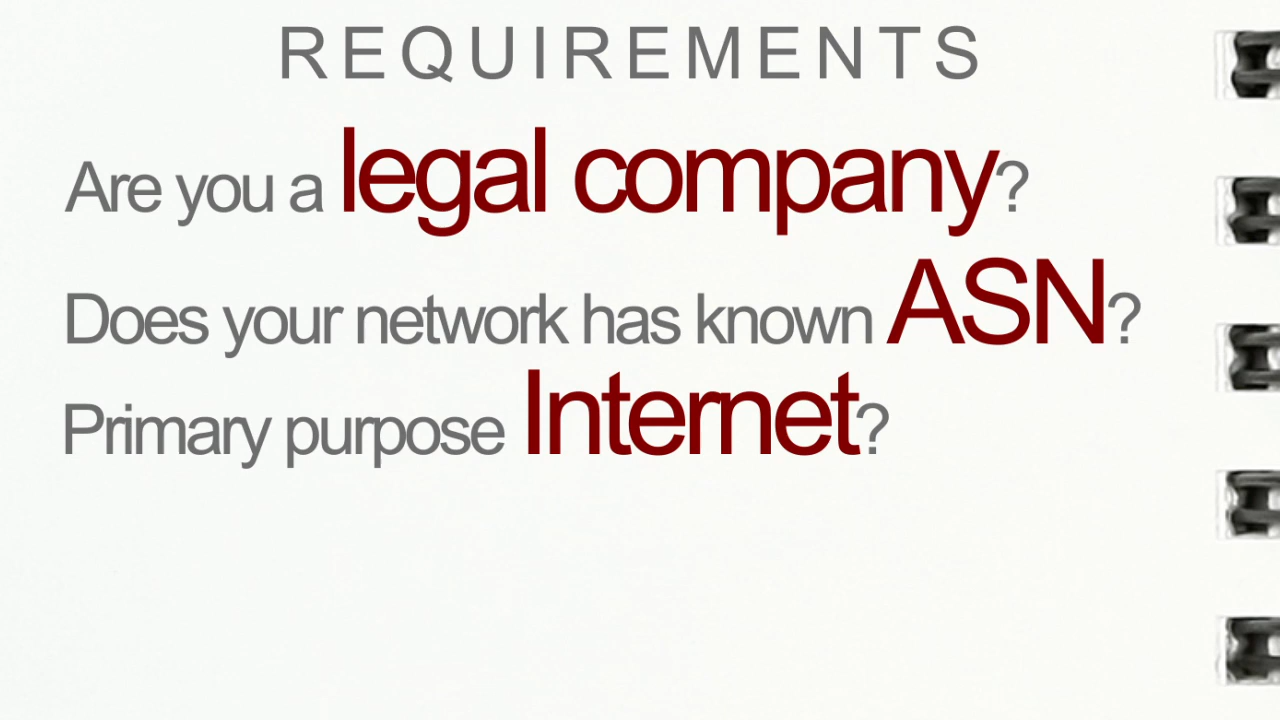 REQUIREMENTS
Are you a legal company?
Does your network has known ASN?
Primary purpose Internet?